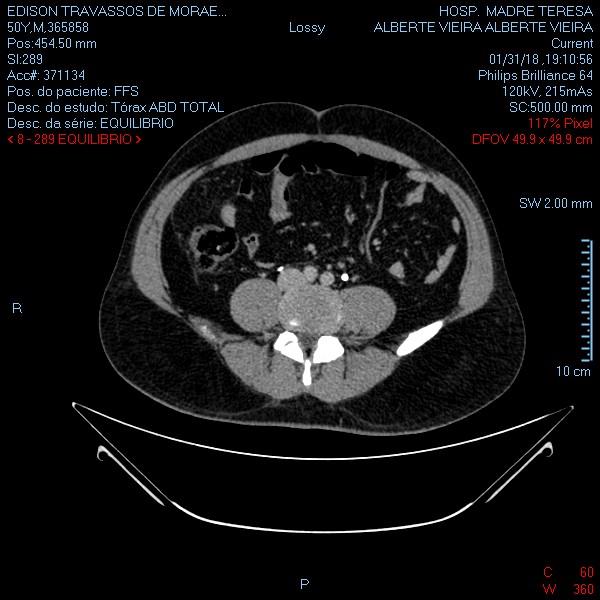 EDISON TRAVASSOS DE MORAE...
50Y,M,365858
Pos:454.50 mm
SI:289
Acc#: 371134
Pos. do paciente: FFS
Desc. do estudo: Tórax ABD TOTAL
Desc. da série: EQUILIBRIO
< 8 - 289 EQUILIBRIO >
Lossy
HOSP. MADRE TERESA
ALBERTE VIEIRA ALBERTE VIEIRA
Current
01/31/18 ,19:10:56
Philips Brilliance 64
120kV, 215mAs
SC:500.00 mm
117% Pixel
DFOV 49.9 x 49.9 cm
SW 2.00 mm
R
10 cm
P
C 60
W 360